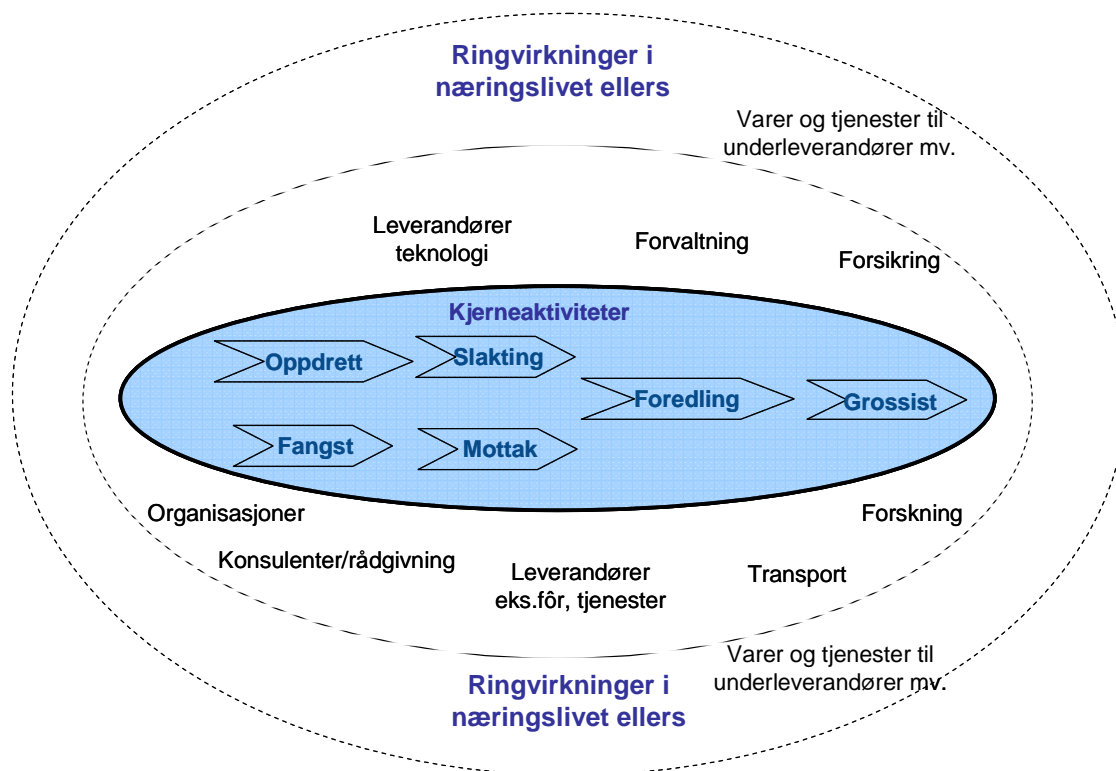 Ringvirkninger i
næringslivet ellers
Varer og tjenester til
underleverandører mv.
Leverandører
teknologi
Forvaltning
Forsikring
Kjerneaktiviteter
Oppdrett
Slakting
Foredling
Grossist
Fangst
Mottak
Organisasjoner
Forskning
Konsulenter/rådgivning
Leverandører
eks.fôr, tjenester
Transport
Varer og tjenester til
underleverandører mv.
Ringvirkninger i
næringslivet ellers